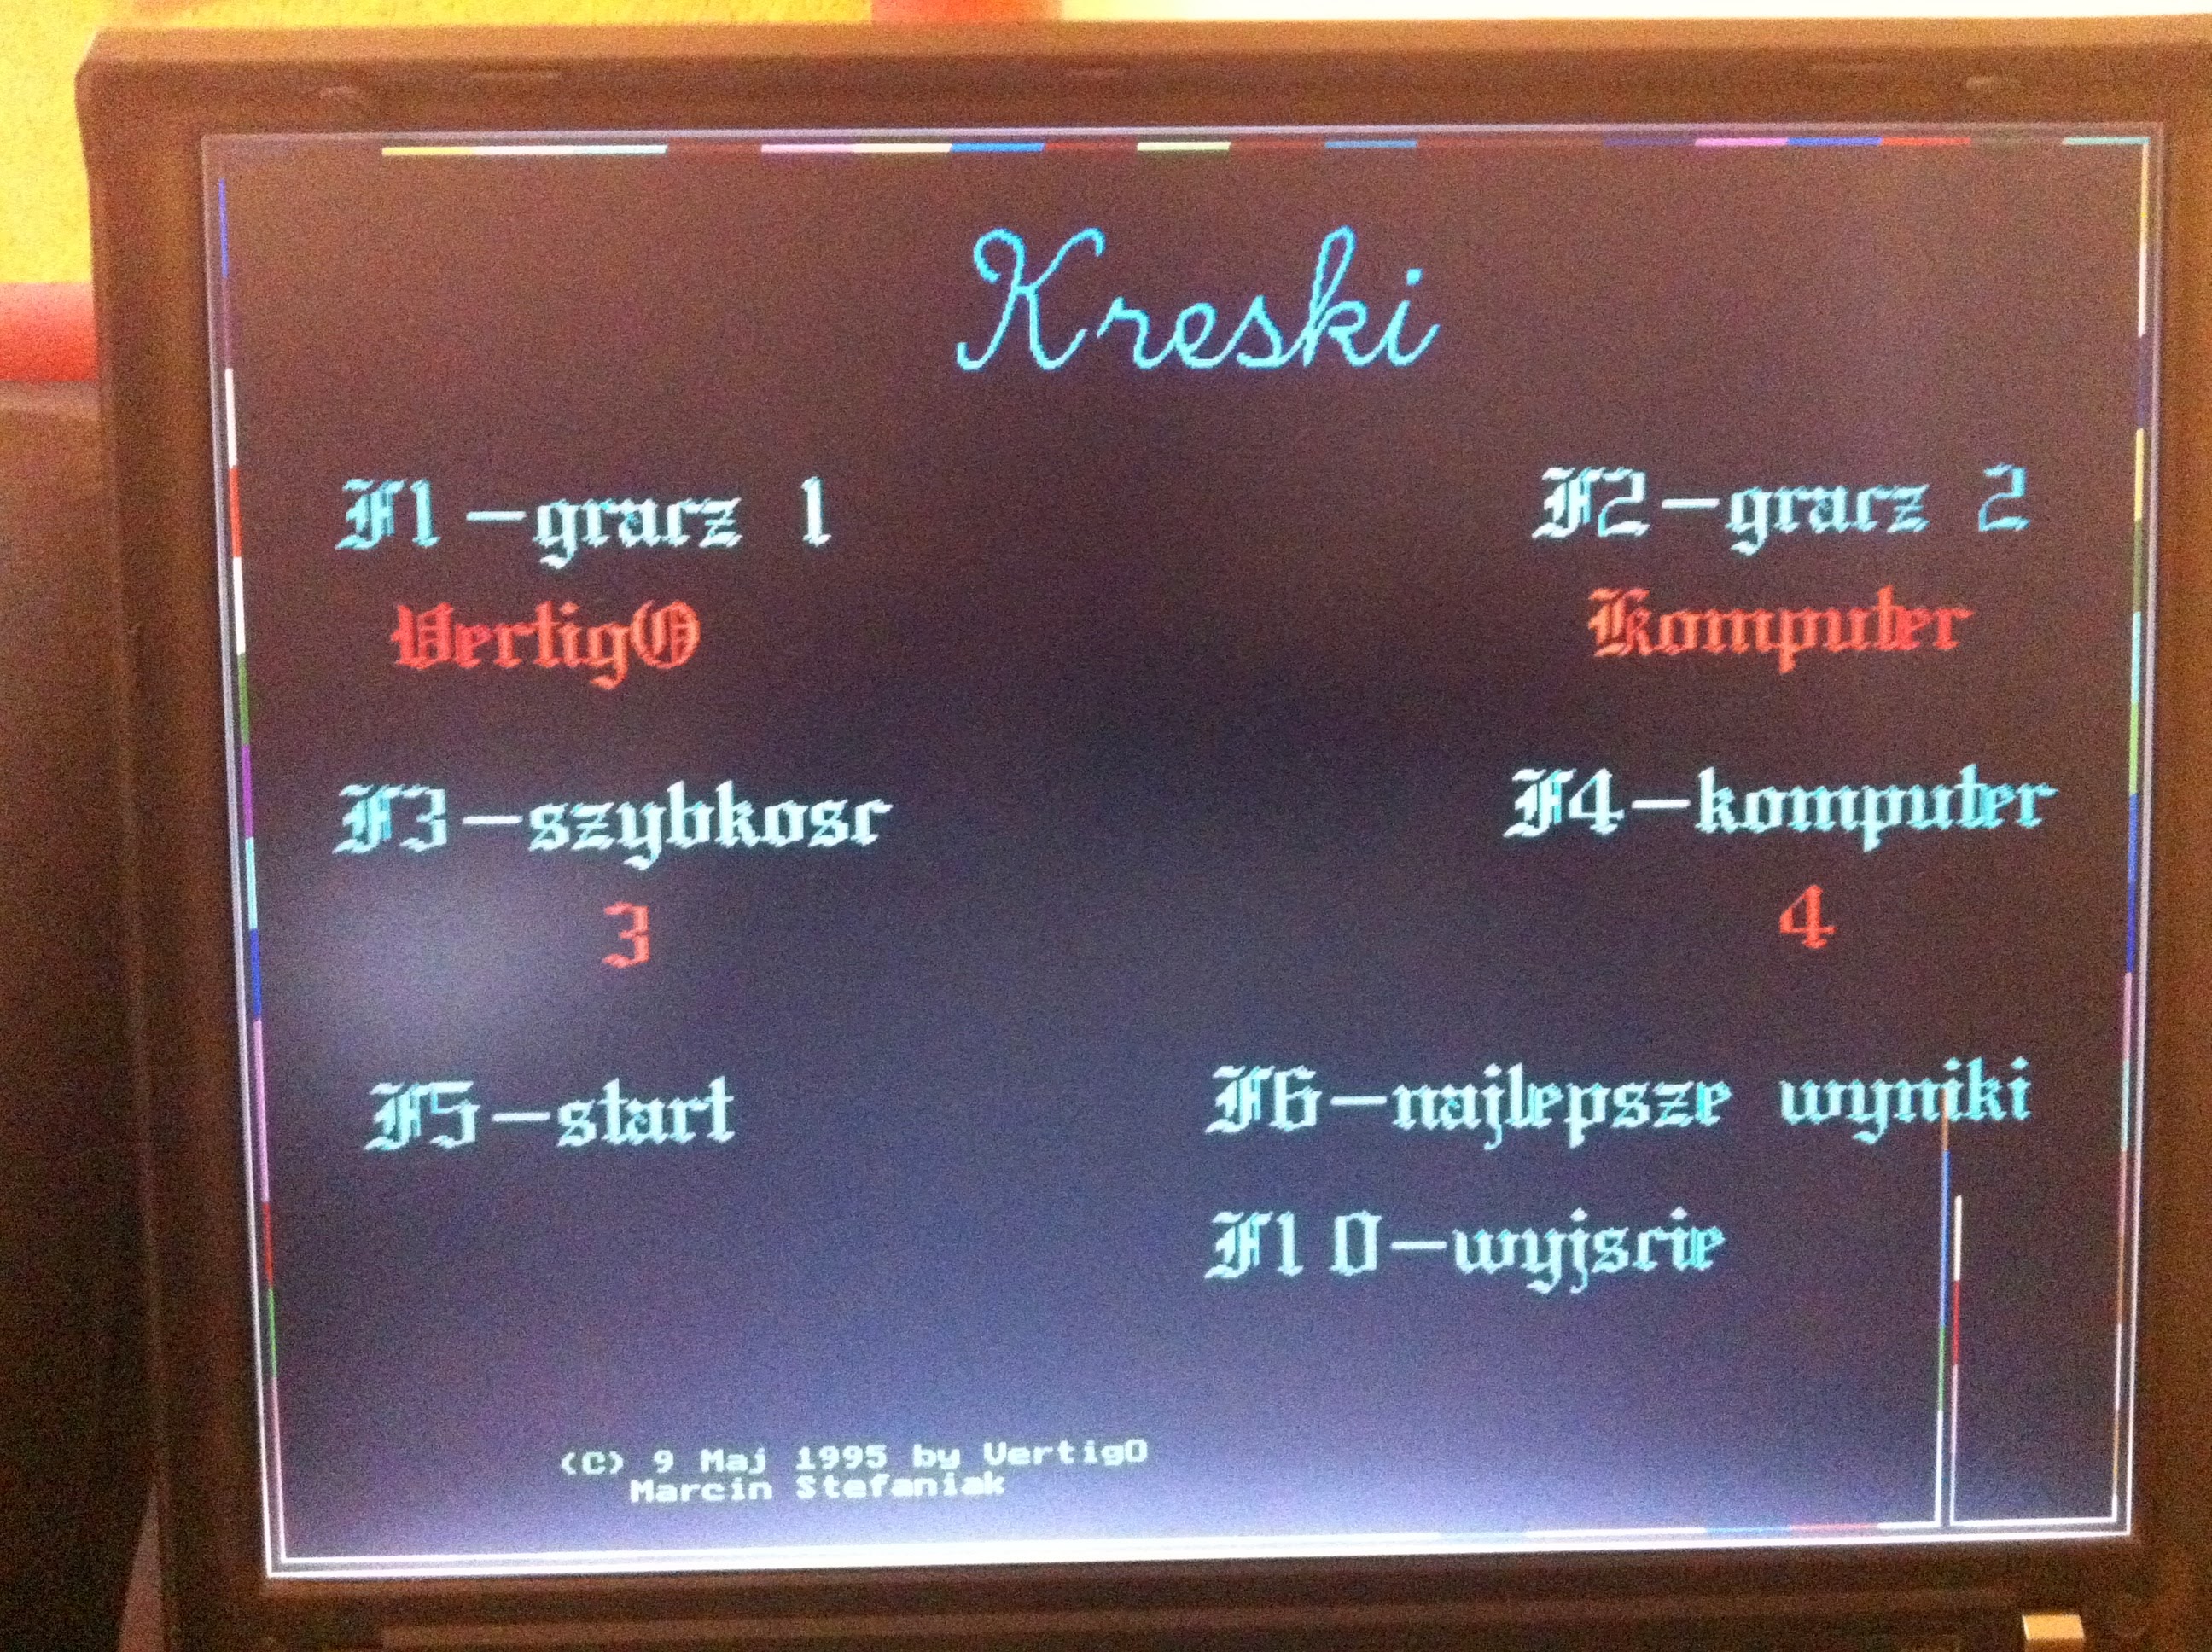 Kreski
F1-gracz 1
F2-gracz 2
VertigO
Komputer
F3-szybkosc
F4-komputer
3
4
F5-start
F6-najlepsze wyniki
F10-wyjscie
(C) 9 Maj 1995 by VertigO
Marcin Stefaniak